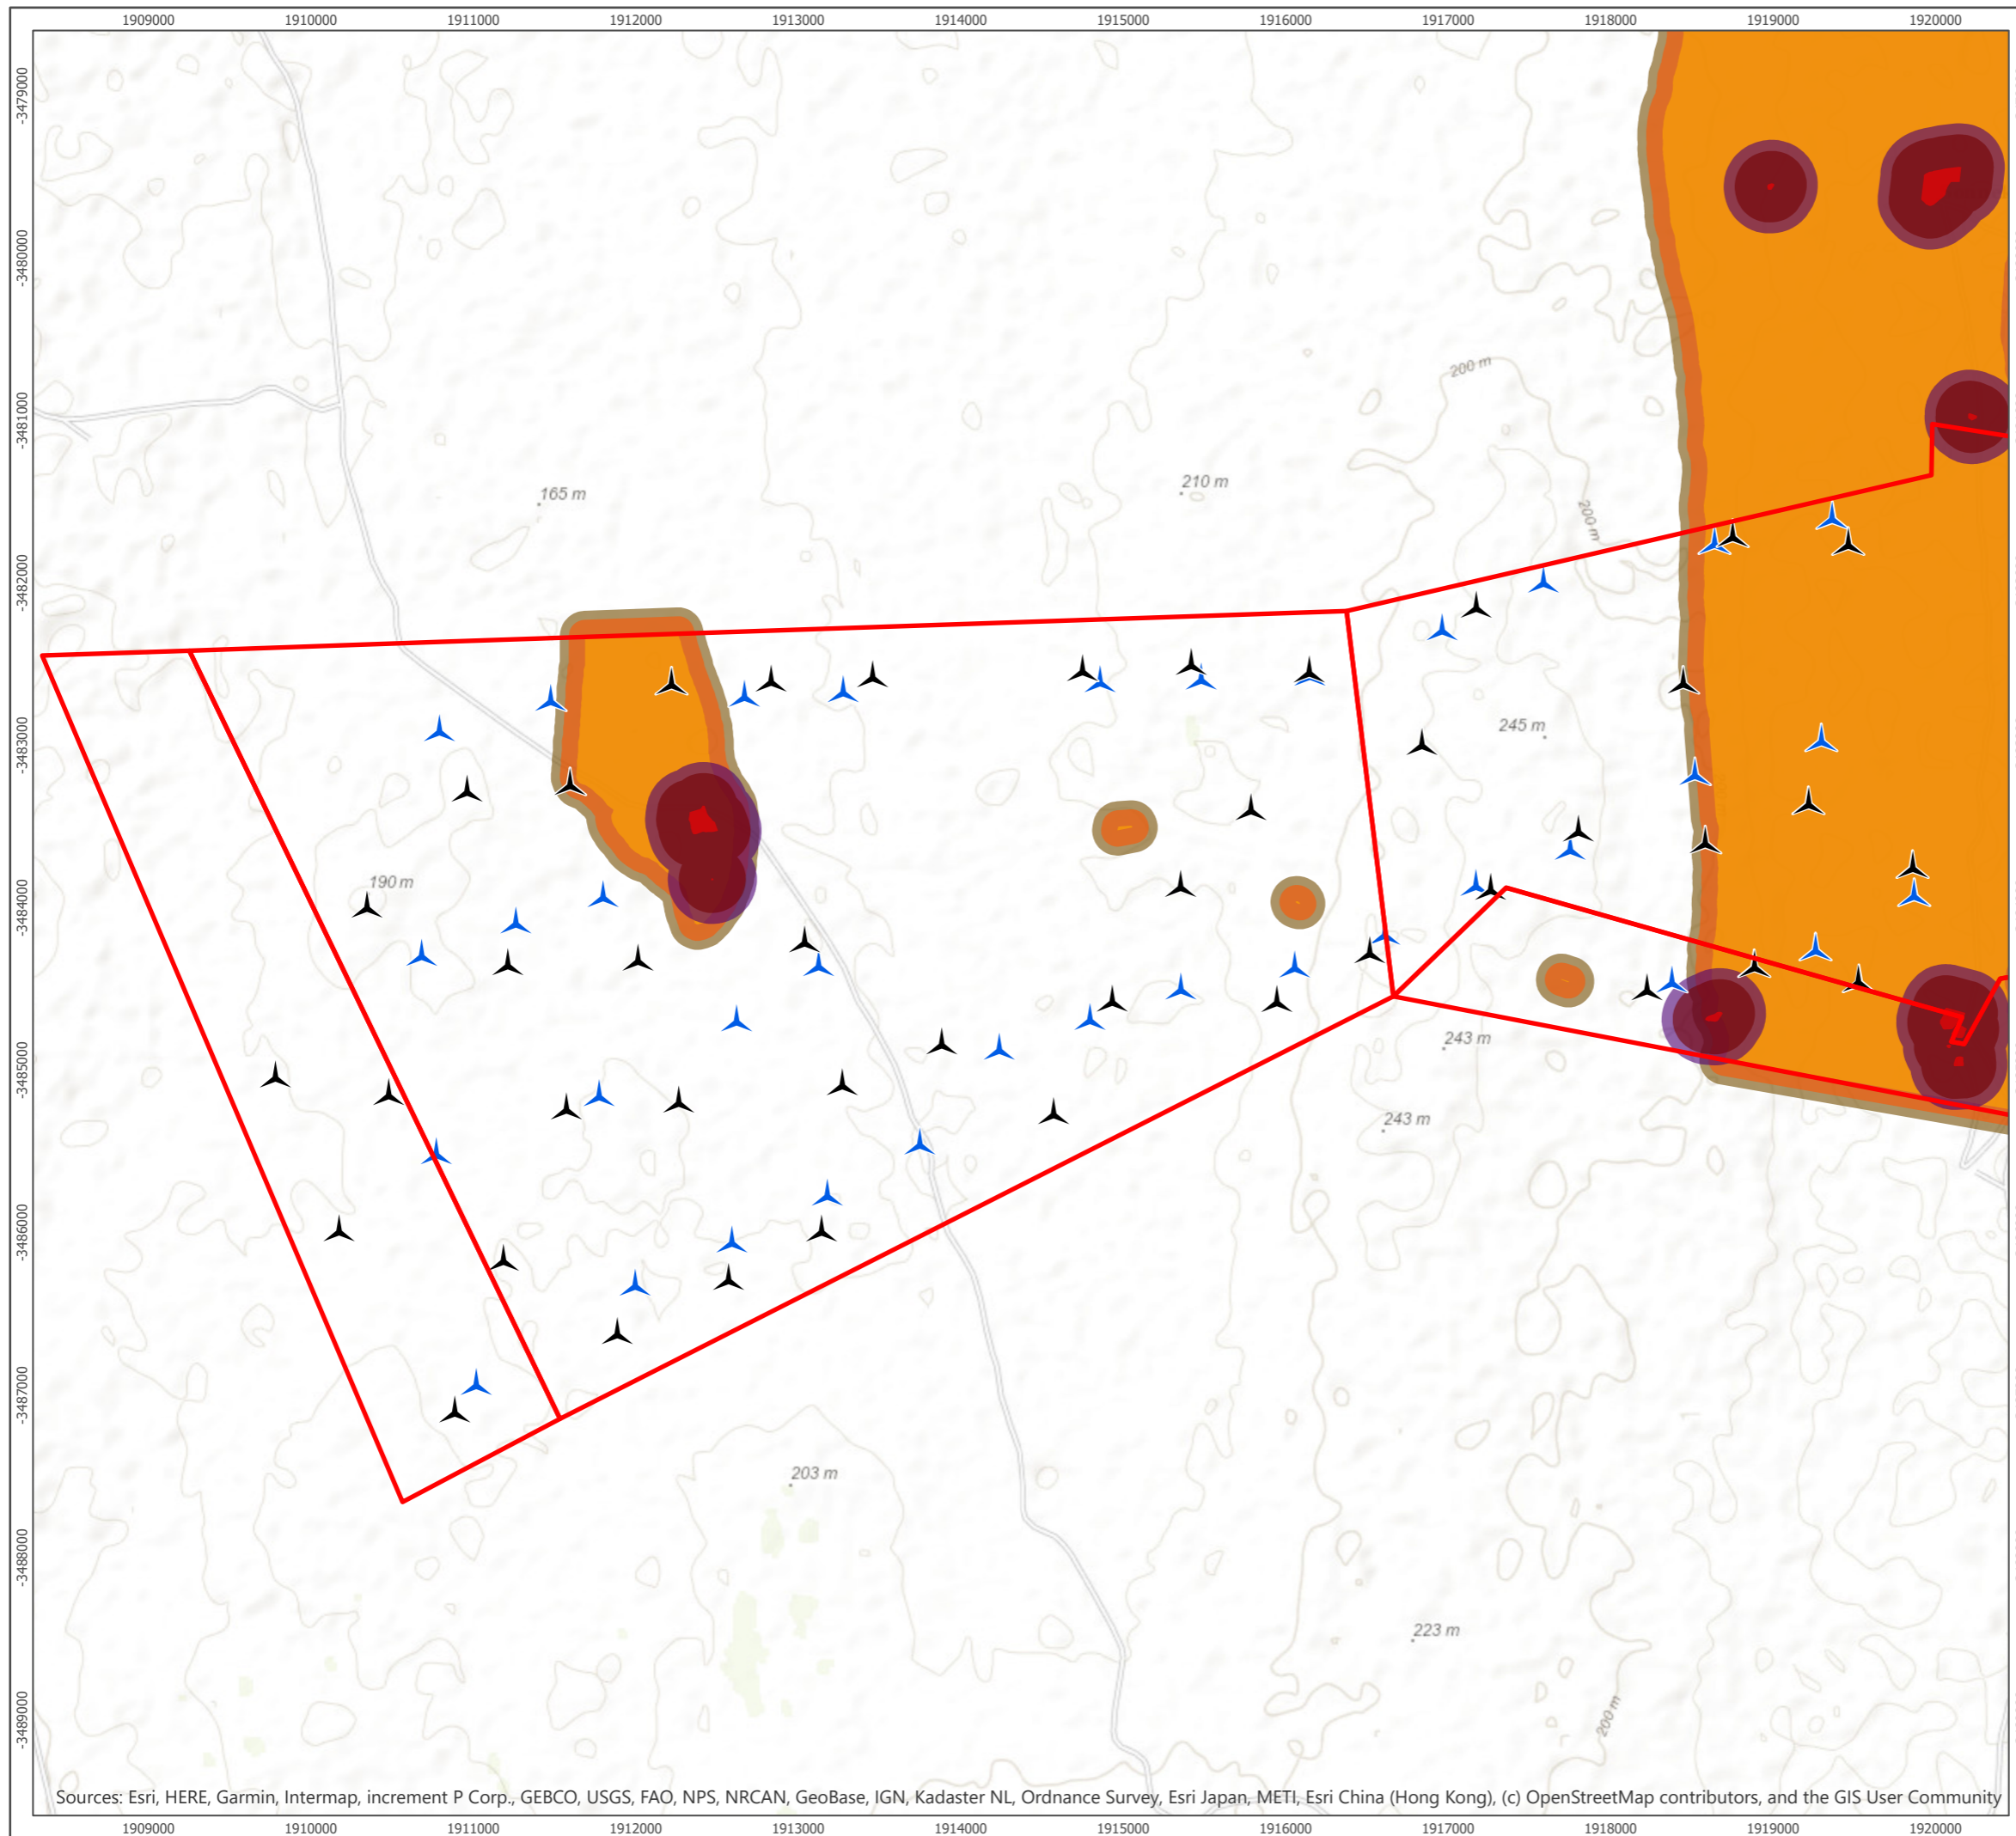 1909000 1910000 1911000 1912000 1913000 1914000 1915000 1916000 1917000 1918000 1919000 1920000
-3479000
-3480000
-3481000
-3482000
-3483000
-3484000
-3485000
-3486000
-3487000
-3488000
-3489000
200 m
210 m
165 m
200 m
245 m
190 m
243 m
243 m
203 m
223 m
200 m
Sources: Esri, HERE, Garmin, Intermap, increment P Corp., GEBCO, USGS, FAO, NPS, NRCAN, GeoBase, IGN, Kadaster NL, Ordnance Survey, Esri Japan, METI, Esri China (Hong Kong), (c) OpenStreetMap contributors, and the GIS User Community
1909000 1910000 1911000 1912000 1913000 1914000 1915000 1916000 1917000 1918000 1919000 1920000